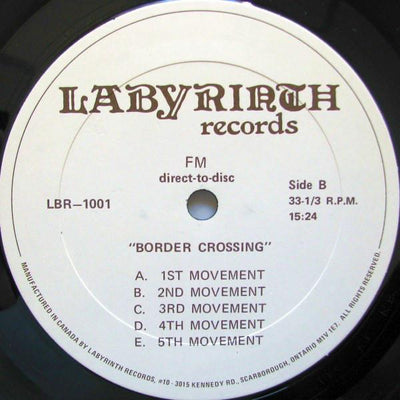 LABYRINTH
records
FM
direct-to-disc
LBR-1001
Side B
33-1/3 R.P.M.
15:24
"BORDER CROSSING"
A. 1ST MOVEMENT
B. 2ND MOVEMENT
C. 3RD MOVEMENT
D. 4TH MOVEMENT
E. 5TH MOVEMENT
MANUFACTURED IN CANADA BY LABYRINTH RECORDS, #10 - 3015 KENNEDY RD., SCARBOROUGH, ONTARIO M1V 1E7. ALL RIGHTS RESERVED.